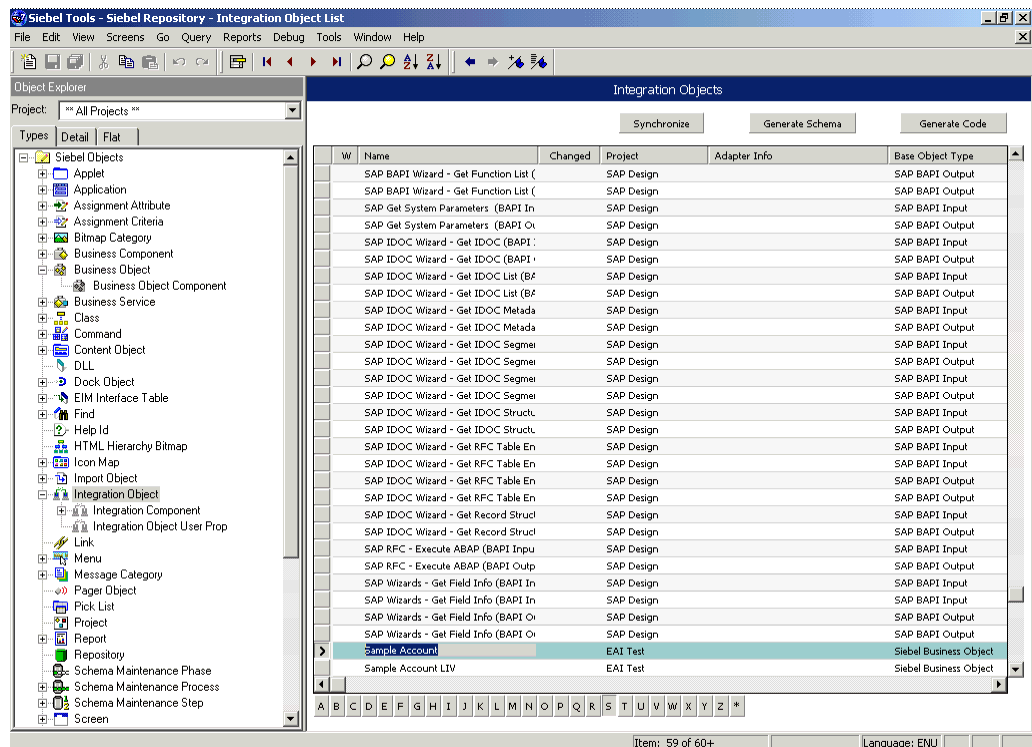 Siebel Tools - Siebel Repository - Integration Object List
File Edit View Screens Go Query Reports Debug Tools Window Help
Object Explorer
Project: ** All Projects **
Types Detail Flat
Siebel Objects
Applet
Application
Assignment Attribute
Assignment Criteria
Bitmap Category
Business Component
Business Object
Business Object Component
Business Service
Class
Command
Content Object
DLL
Dock Object
EIM Interface Table
Find
Help Id
HTML Hierarchy Bitmap
Icon Map
Import Object
Integration Object
Integration Component
Integration Object User Prop
Link
Menu
Message Category
Pager Object
Pick List
Project
Report
Repository
Schema Maintenance Phase
Schema Maintenance Process
Schema Maintenance Step
Screen
Integration Objects
Synchronize Generate Schema Generate Code
W Name Changed Project Adapter Info Base Object Type
SAP BAPI Wizard - Get Function List ( SAP Design SAP BAPI Output
SAP BAPI Wizard - Get Function List ( SAP Design SAP BAPI Output
SAP Get System Parameters (BAPI In SAP Design SAP BAPI Input
SAP Get System Parameters (BAPI Ou SAP Design SAP BAPI Output
SAP IDOC Wizard - Get IDOC (BAPI SAP Design SAP BAPI Input
SAP IDOC Wizard - Get IDOC (BAPI SAP Design SAP BAPI Output
SAP IDOC Wizard - Get IDOC List (BA SAP Design SAP BAPI Input
SAP IDOC Wizard - Get IDOC List (BA SAP Design SAP BAPI Output
SAP IDOC Wizard - Get IDOC Metada SAP Design SAP BAPI Input
SAP IDOC Wizard - Get IDOC Metada SAP Design SAP BAPI Output
SAP IDOC Wizard - Get IDOC Segmei SAP Design SAP BAPI Input
SAP IDOC Wizard - Get IDOC Segmei SAP Design SAP BAPI Output
SAP IDOC Wizard - Get IDOC Segmei SAP Design SAP BAPI Input
SAP IDOC Wizard - Get IDOC Segmei SAP Design SAP BAPI Output
SAP IDOC Wizard - Get IDOC Structu SAP Design SAP BAPI Input
SAP IDOC Wizard - Get IDOC Structu SAP Design SAP BAPI Output
SAP IDOC Wizard - Get RFC Table En SAP Design SAP BAPI Input
SAP IDOC Wizard - Get RFC Table En SAP Design SAP BAPI Output
SAP IDOC Wizard - Get RFC Table En SAP Design SAP BAPI Input
SAP IDOC Wizard - Get RFC Table En SAP Design SAP BAPI Output
SAP IDOC Wizard - Get Record Struct SAP Design SAP BAPI Input
SAP IDOC Wizard - Get Record Struct SAP Design SAP BAPI Output
SAP RFC - Execute ABAP (BAPI Inpu SAP Design SAP BAPI Input
SAP RFC - Execute ABAP (BAPI Outp SAP Design SAP BAPI Output
SAP Wizards - Get Field Info (BAPI In SAP Design SAP BAPI Input
SAP Wizards - Get Field Info (BAPI In SAP Design SAP BAPI Input
SAP Wizards - Get Field Info (BAPI Ou SAP Design SAP BAPI Output
SAP Wizards - Get Field Info (BAPI Ou SAP Design SAP BAPI Output
Sample Account EAI Test Siebel Business Object
Sample Account LIV EAI Test Siebel Business Object
A B C D E F G H I J K L M N O P Q R S T U V W X Y Z *
Item: 59 of 60+ Language: ENU